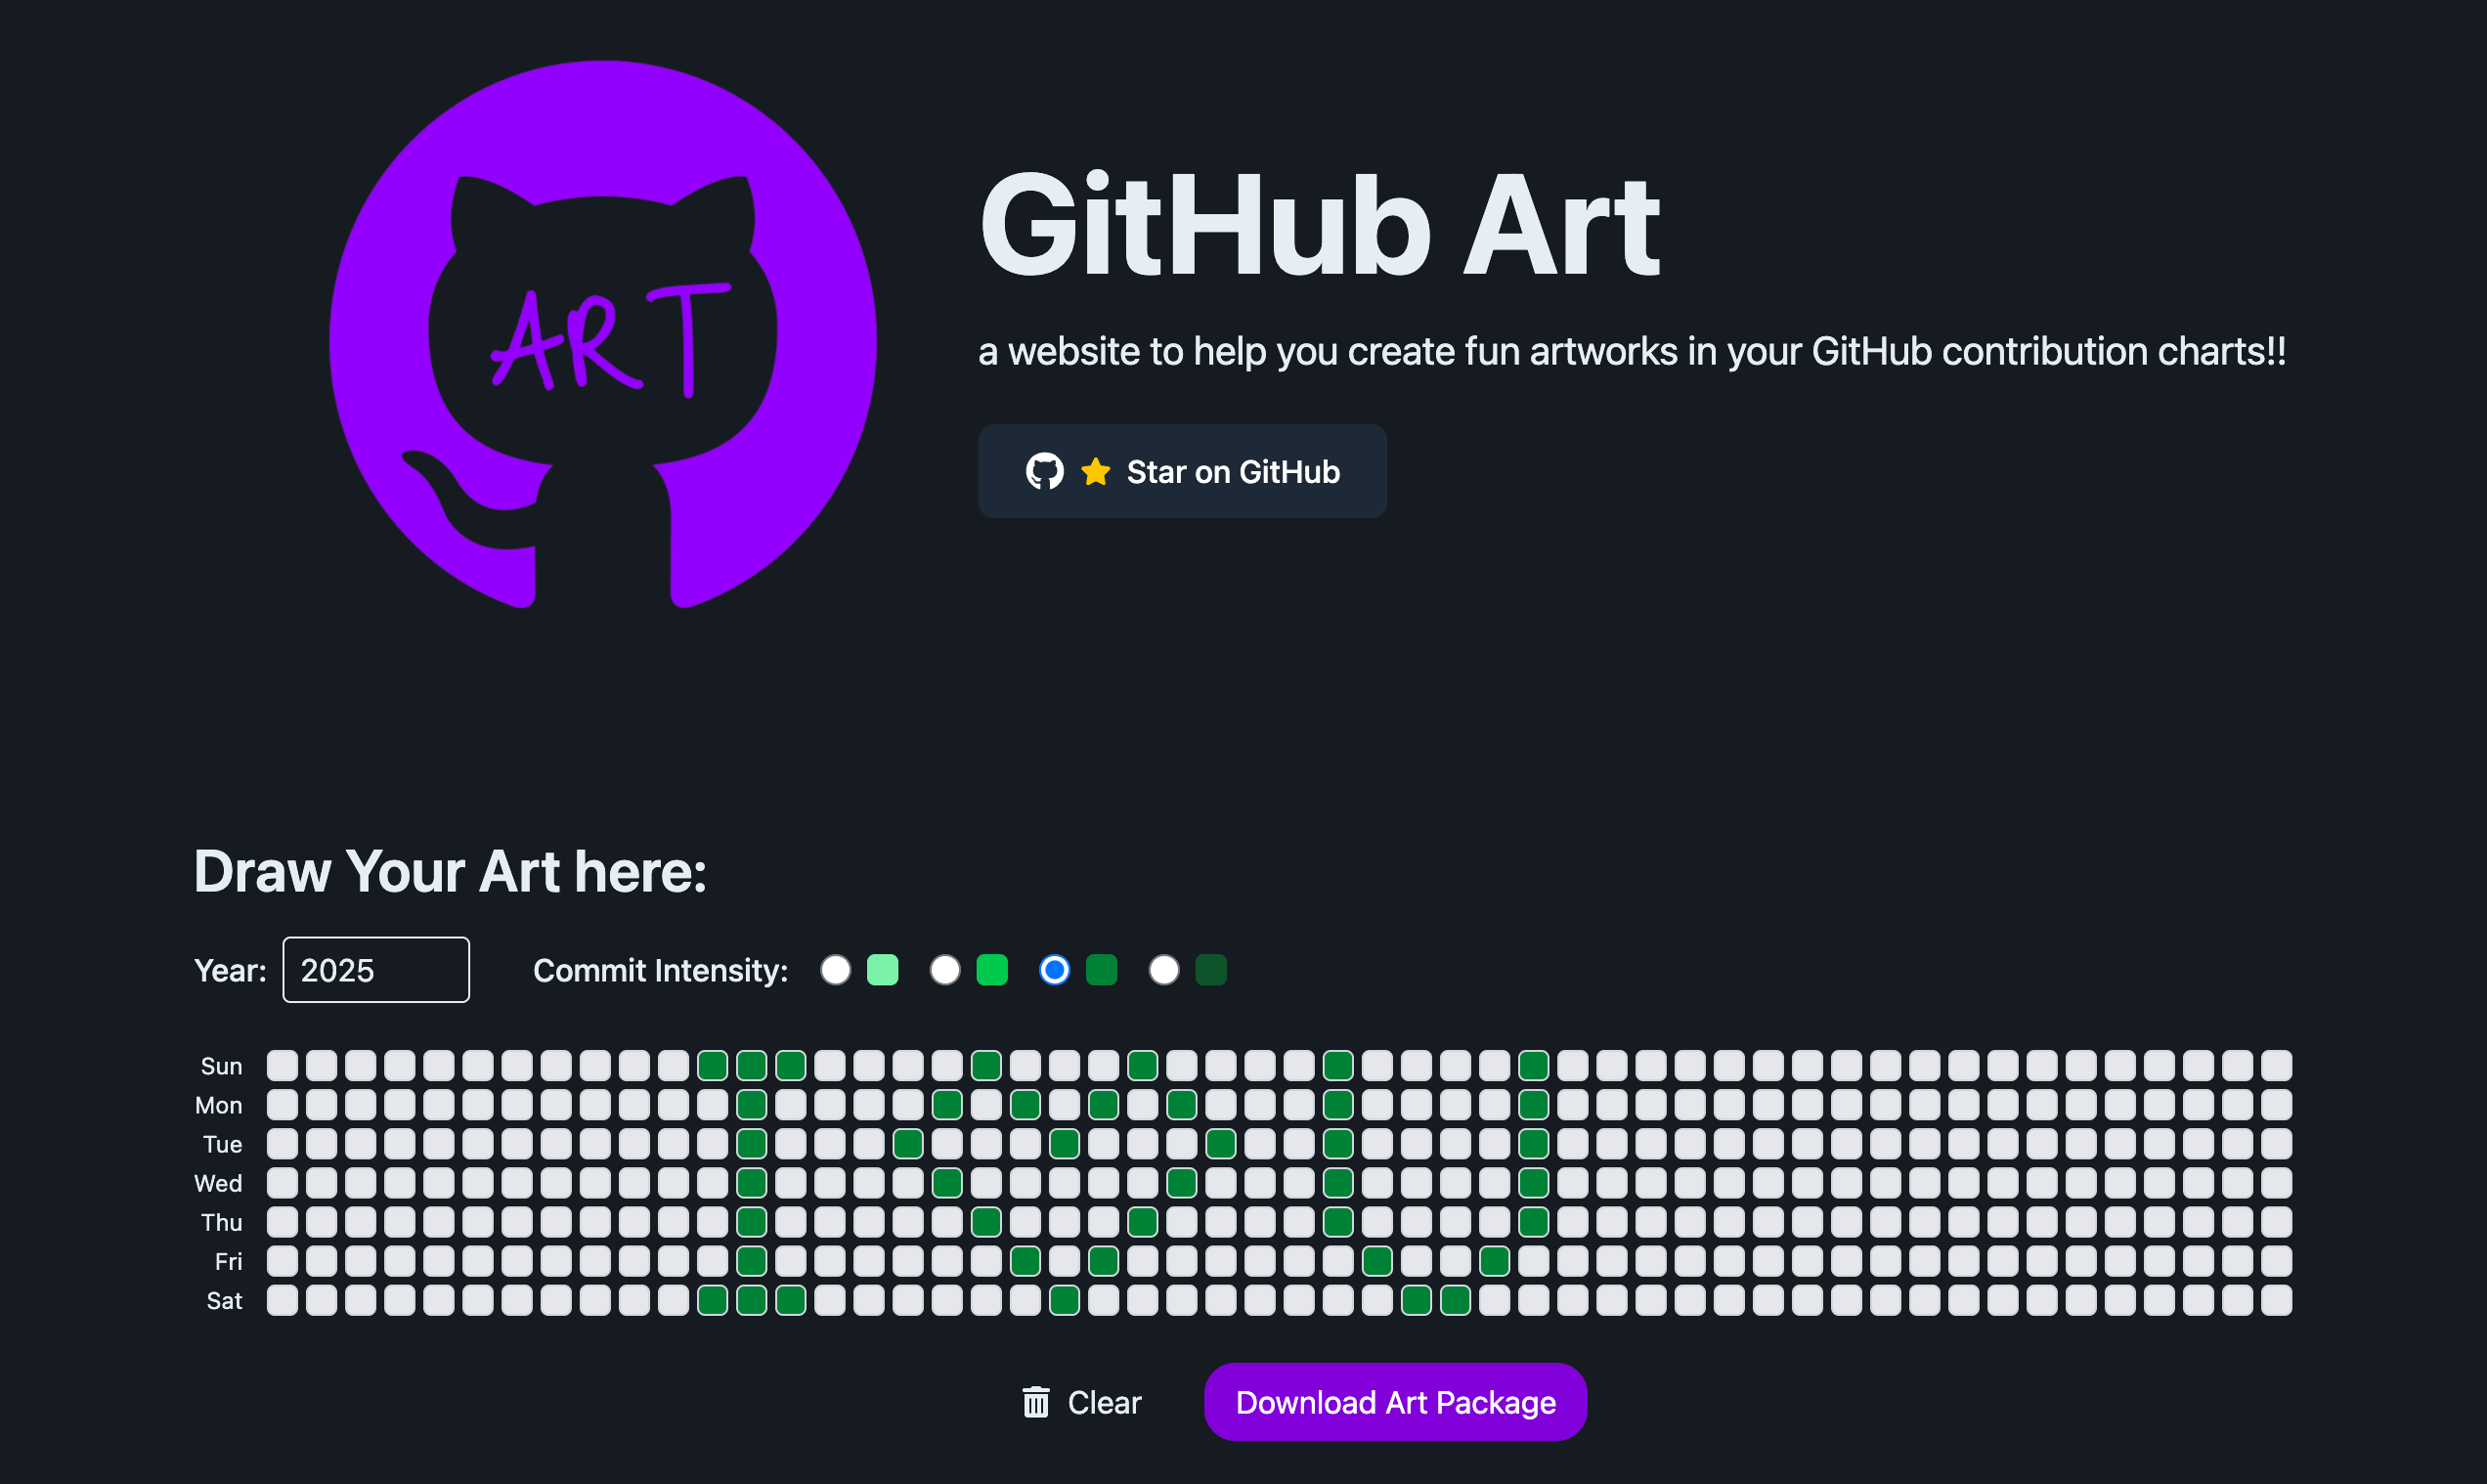 ART
GitHub Art
a website to help you create fun artworks in your GitHub contribution charts!!
Star on GitHub
Draw Your Art here:
Year: 2025 Commit Intensity:
Sun
Mon
Tue
Wed
Thu
Fri
Sat
I U
Clear Download Art Package